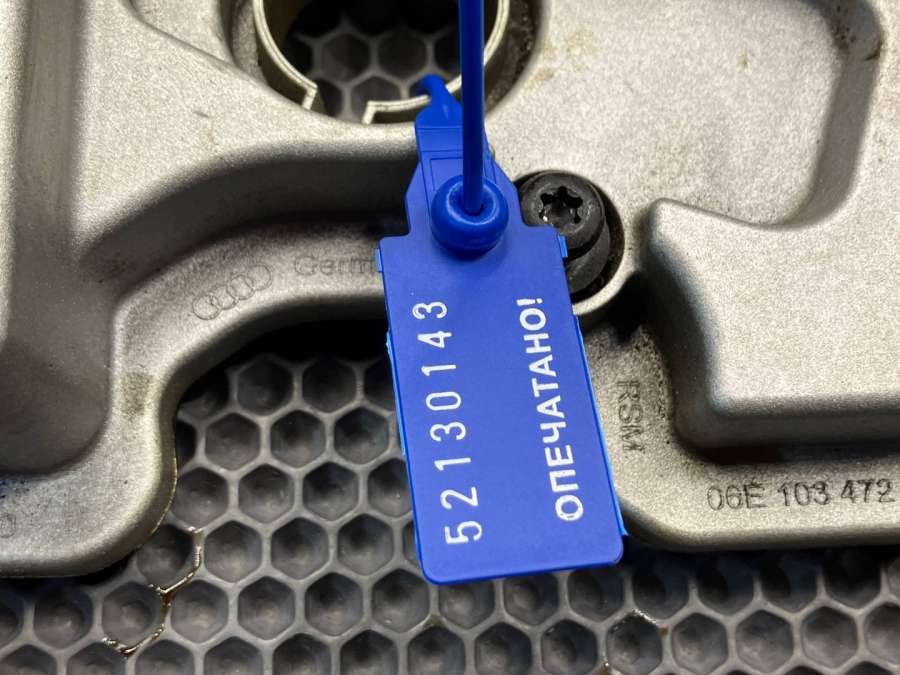 52130143
ОПЕЧАТАНО!
Germ
RSM
06E 103 472